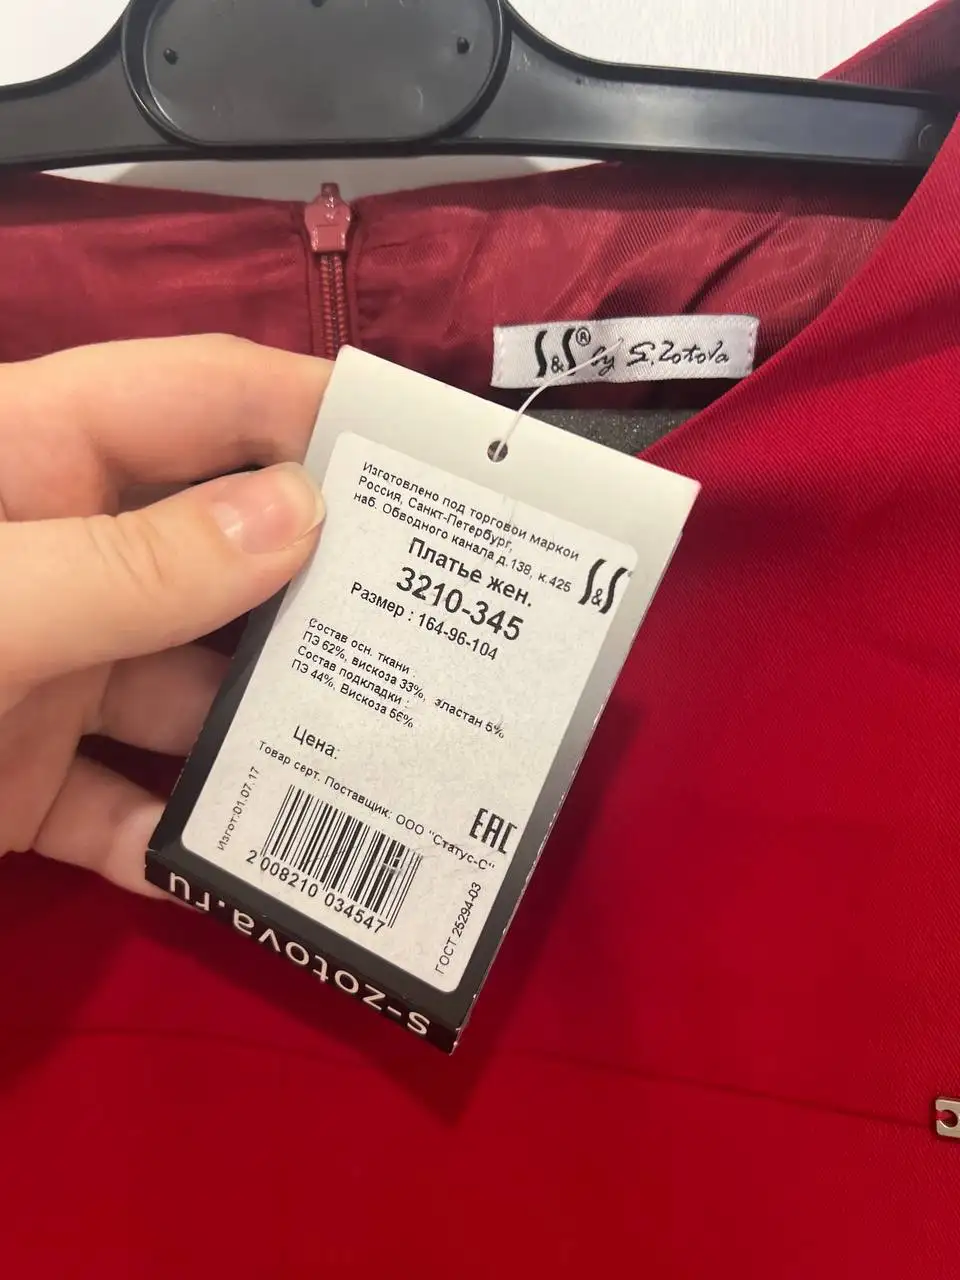 S&S® by S.Zotova
Изготовлено под торговой маркой
Россия, Санкт-Петербург,
наб. Обводного канала д.138, к.425
S&S
Платье жен.
3210-345
Размер : 164-96-104
Состав осн. ткани :
ПЭ 62%, вискоза 33%, эластан 5%
Состав подкладки :
ПЭ 44%, Вискоза 56%
Цена:
Товар серт. Поставщик: ООО "Статус-С"
Изгот:01.07.17
EAC
2 008210 034547
ГОСТ 25294-03
s-zotova.ru